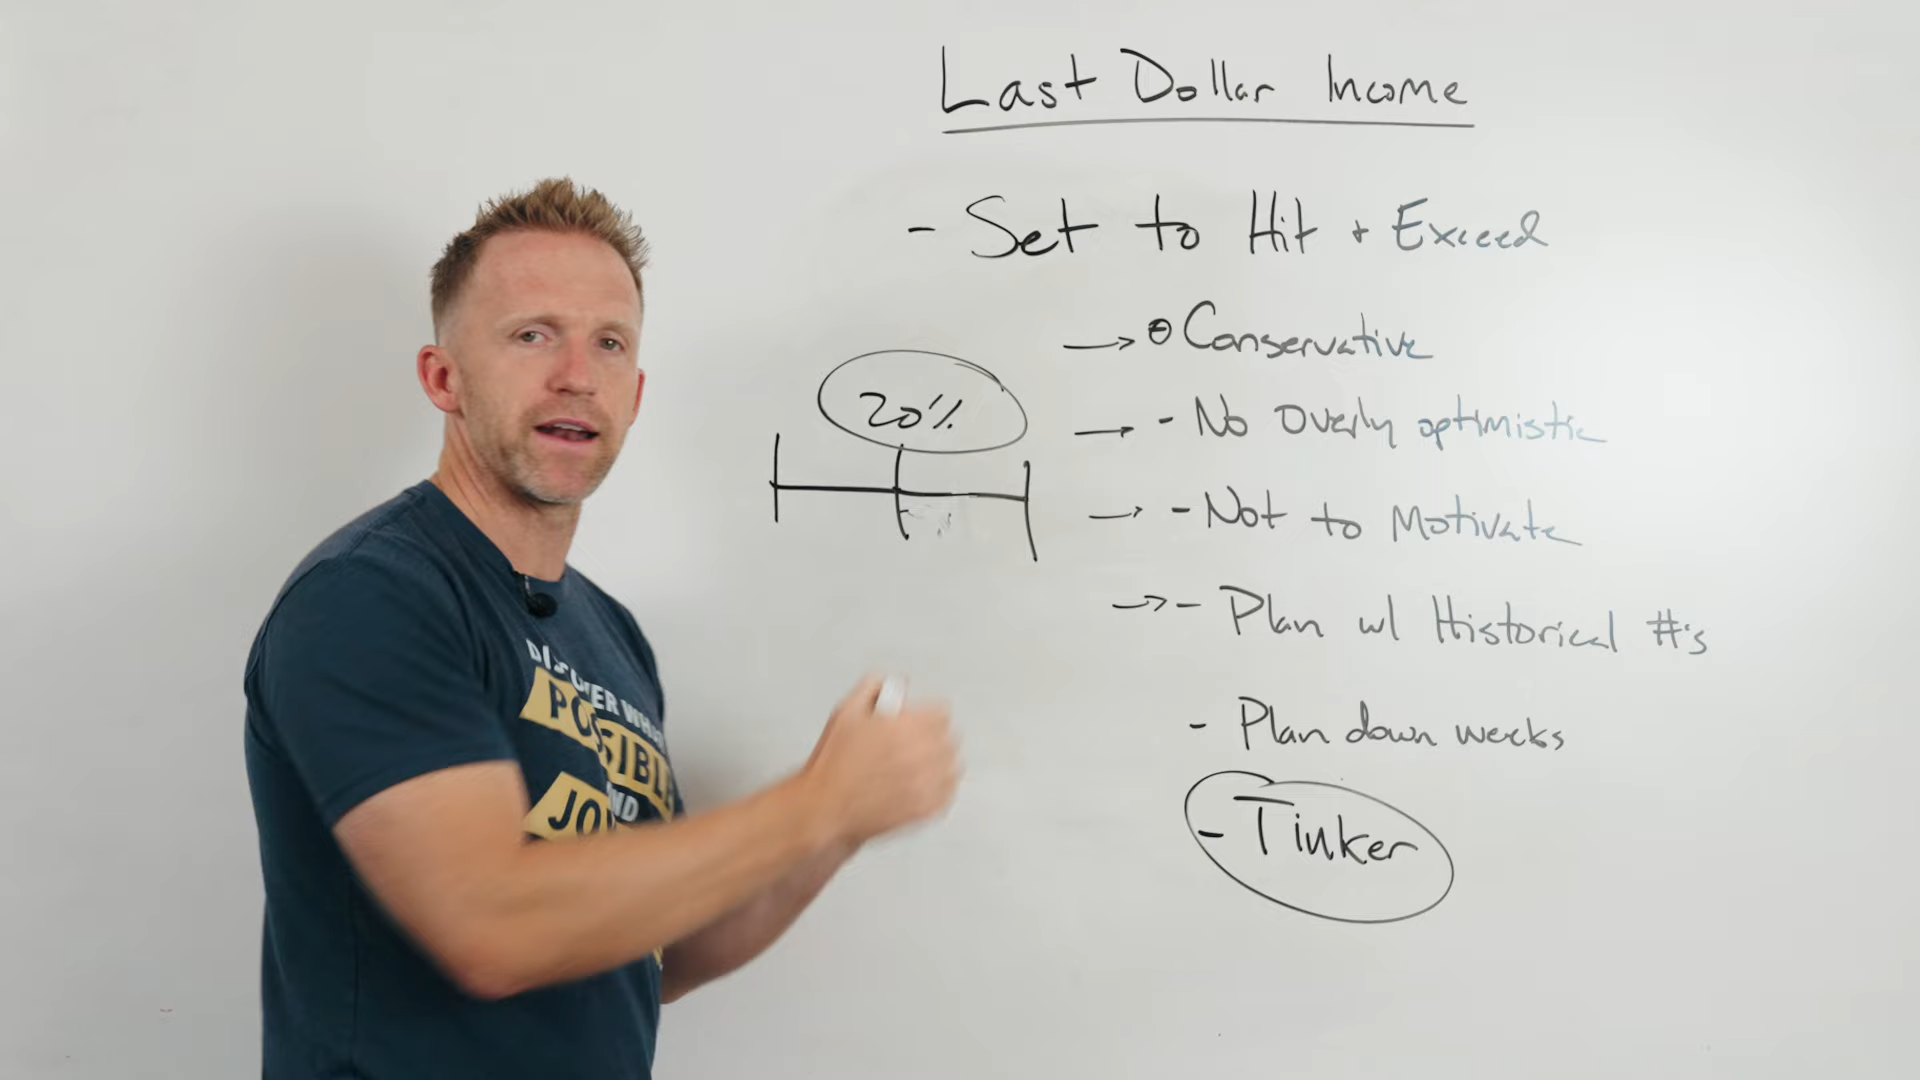 Last Dollar Income
- Set to Hit + Exceed
Conservative
20%
- No Overly optimistic
- Not to Motivate
- Plan w/ Historical #'s
- Plan down weeks
- Tinker
POSSIBLE